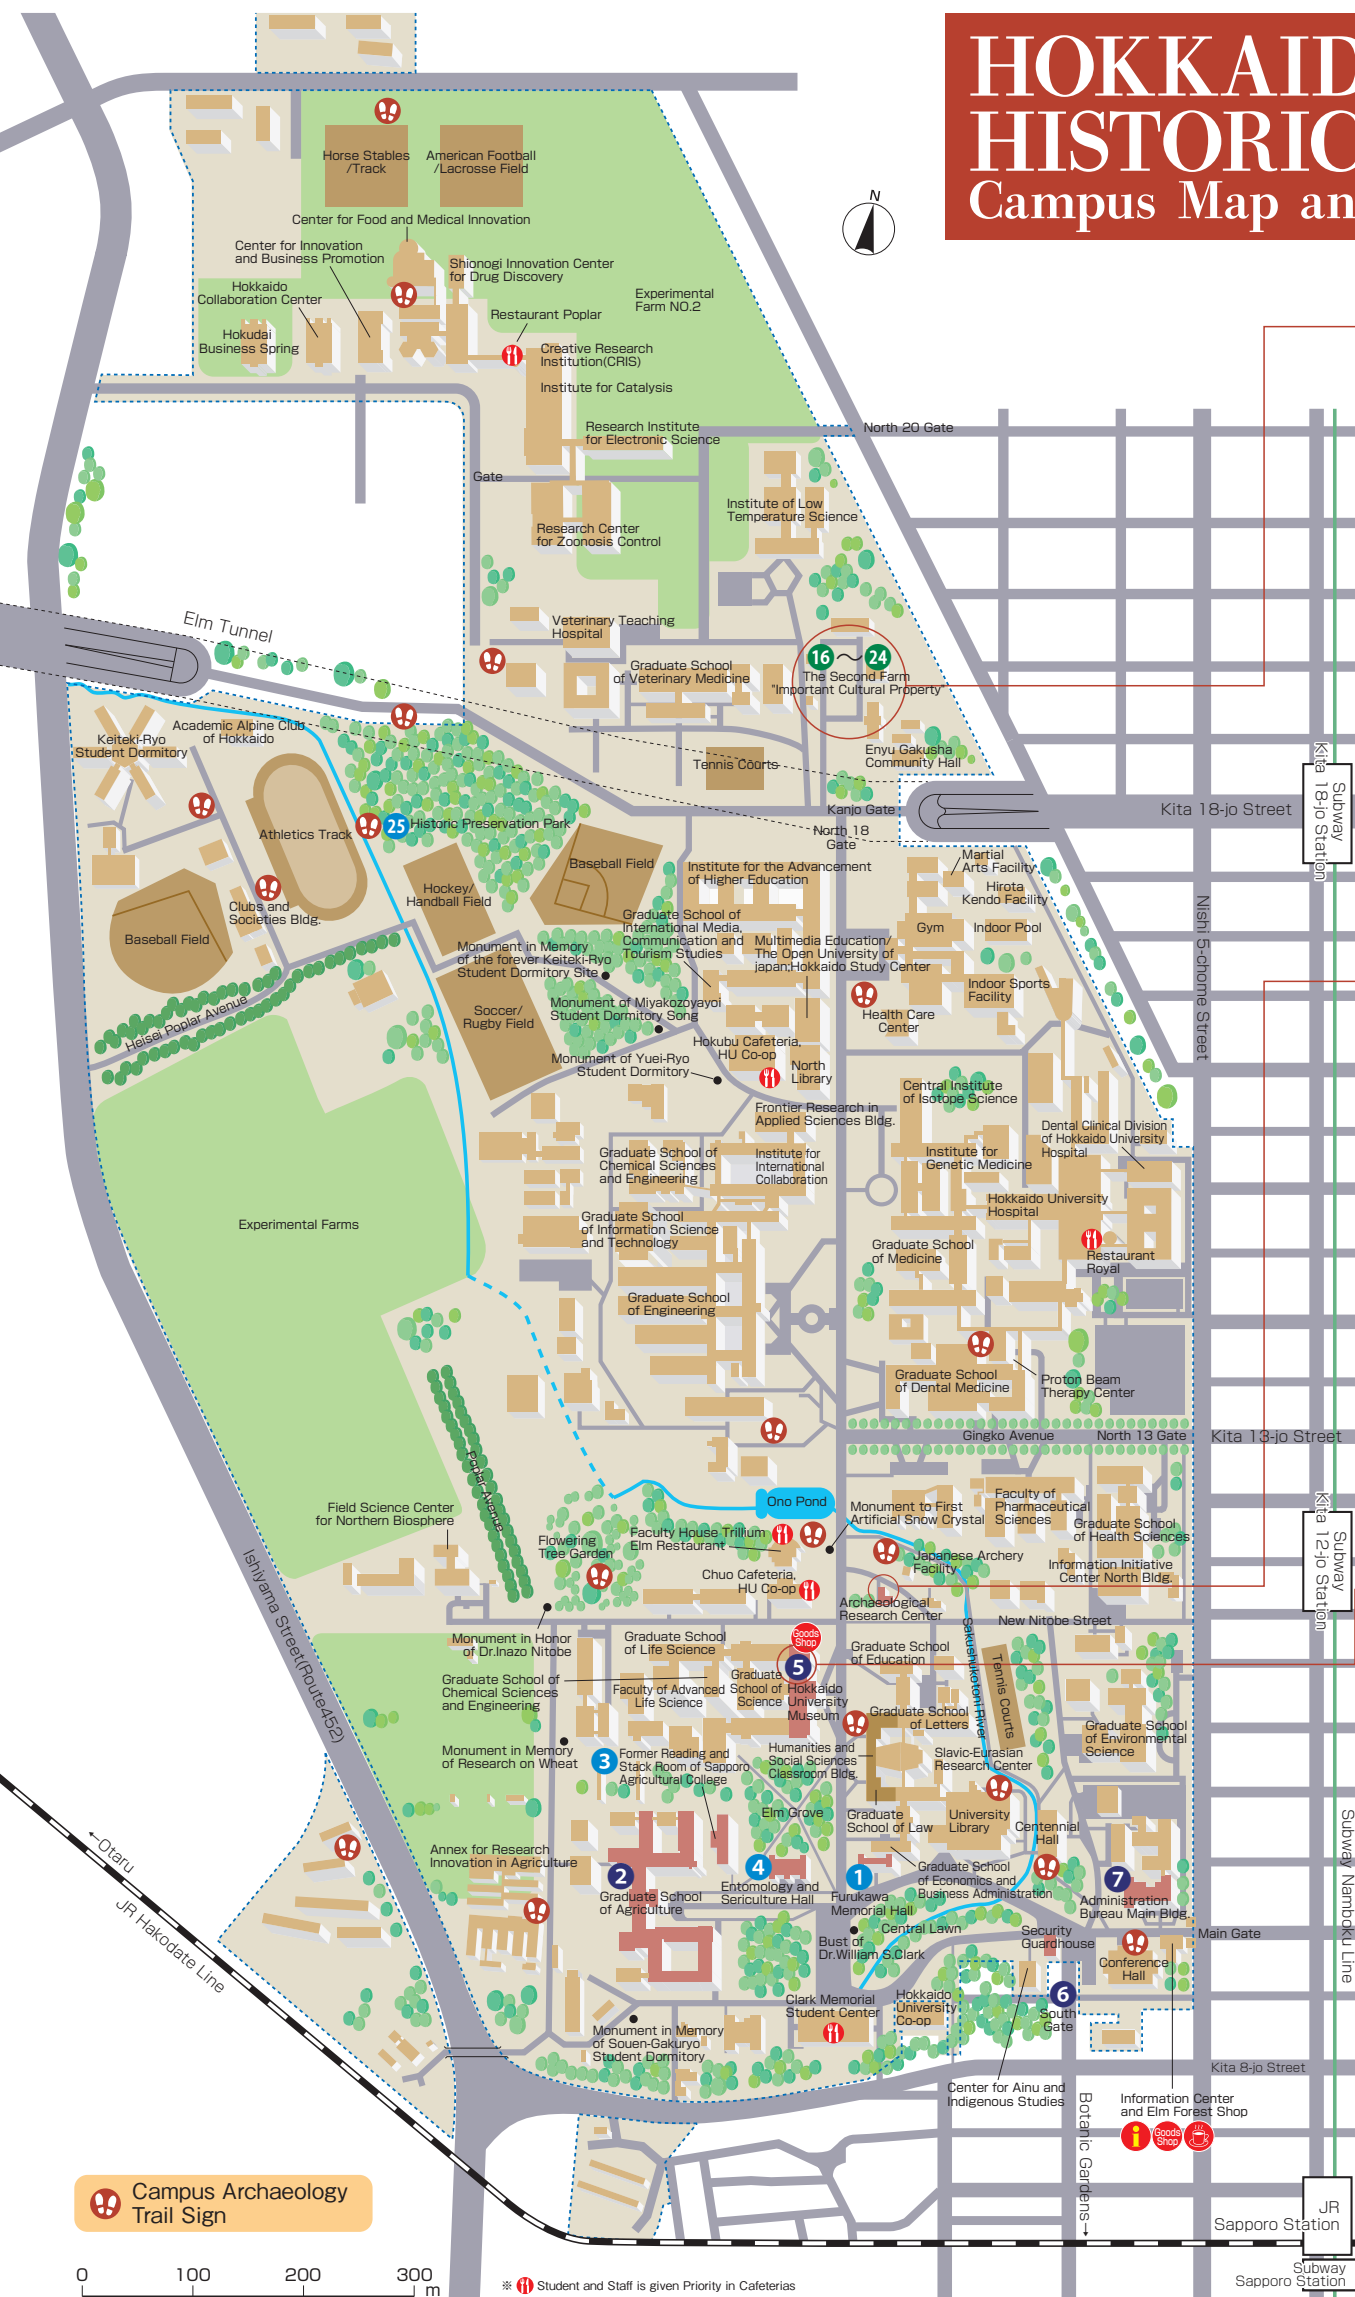 HOKKAID
HISTORIC
Campus Map an
N
Horse Stables
/Track
American Football
/Lacrosse Field
Center for Food and Medical Innovation
Center for Innovation
and Business Promotion
Shionogi Innovation Center
for Drug Discovery
Hokkaido
Collaboration Center
Experimental
Farm NO.2
Restaurant Poplar
Hokudai
Business Spring
Creative Research
Institution(CRIS)
Institute for Catalysis
Research Institute
for Electronic Science
North 20 Gate
Gate
Institute of Low
Temperature Science
Research Center
for Zoonosis Control
Elm Tunnel
Veterinary Teaching
Hospital
Graduate School
of Veterinary Medicine
16 ～ 24
The Second Farm
"Important Cultural Property"
Keiteki-Ryo
Student Dormitory
Academic Alpine Club
of Hokkaido
Enyu Gakusha
Community Hall
Tennis Courts
Kanjo Gate
Kita 18-jo Street
Subway
Kita 18-jo Station
North 18
Gate
Athletics Track
25
Historic Preservation Park
Baseball Field
Institute for the Advancement
of Higher Education
Martial
Arts Facility
Hirota
Kendo Facility
Hockey/
Handball Field
Clubs and
Societies Bldg.
Baseball Field
Graduate School of
International Media,
Communication and
Tourism Studies
Multimedia Education/
The Open University of
japan;Hokkaido Study Center
Gym
Indoor Pool
Nishi 5-chome Street
Monument in Memory
of the forever Keiteki-Ryo
Student Dormitory Site
Indoor Sports
Facility
Heisei Poplar Avenue
Soccer/
Rugby Field
Monument of Miyakozoyayoi
Student Dormitory Song
Health Care
Center
Hokubu Cafeteria,
HU Co-op
Monument of Yuei-Ryo
Student Dormitory
North
Library
Central Institute
of Isotope Science
Frontier Research in
Applied Sciences Bldg.
Dental Clinical Division
of Hokkaido University
Hospital
Graduate School of
Chemical Sciences
and Engineering
Institute for
International
Collaboration
Institute for
Genetic Medicine
Hokkaido University
Hospital
Experimental Farms
Graduate School
of Information Science
and Technology
Graduate School
of Medicine
Restaurant
Royal
Graduate School
of Engineering
Graduate School
of Dental Medicine
Proton Beam
Therapy Center
Gingko Avenue
North 13 Gate
Kita 13-jo Street
Poplar Avenue
Ono Pond
Field Science Center
for Northern Biosphere
Monument to First
Artificial Snow Crystal
Faculty of
Pharmaceutical
Sciences
Graduate School
of Health Sciences
Subway
Kita 12-jo Station
Flowering
Tree Garden
Faculty House Trillium
Elm Restaurant
Japanese Archery
Facility
Information Initiative
Center North Bldg.
Chuo Cafeteria,
HU Co-op
Archaeological
Research Center
New Nitobe Street
Ishiyama Street(Route452)
Monument in Honor
of Dr.Inazo Nitobe
Graduate School
of Life Science
Goods
Shop
Graduate School
of Education
Sakushukotoni River
Tennis Courts
Graduate School of
Chemical Sciences
and Engineering
Faculty of Advanced
Life Science
Graduate
School of
Science
5
Hokkaido
University
Museum
Graduate School
of Letters
Graduate School
of Environmental
Science
Monument in Memory
of Research on Wheat
3
Former Reading and
Stack Room of Sapporo
Agricultural College
Humanities and
Social Sciences
Classroom Bldg.
Slavic-Eurasian
Research Center
Elm Grove
Graduate
School of Law
University
Library
Centennial
Hall
Subway Namboku Line
←Otaru
JR Hakodate Line
Annex for Research
Innovation in Agriculture
2
Graduate School
of Agriculture
4
Entomology and
Sericulture Hall
1
Furukawa
Memorial Hall
Graduate School
of Economics and
Business Administration
7
Administration
Bureau Main Bldg.
Central Lawn
Bust of
Dr.William S.Clark
Security
Guardhouse
Main Gate
Conference
Hall
Clark Memorial
Student Center
Hokkaido
University
Co-op
6
South
Gate
Monument in Memory
of Souen-Gakuryo
Student Dormitory
Kita 8-jo Street
Center for Ainu and
Indigenous Studies
Information Center
and Elm Forest Shop
i
Goods
Shop
Botanic Gardens→
Campus Archaeology
Trail Sign
JR
Sapporo Station
Subway
Sapporo Station
0 100 200 300
m
※ Student and Staff is given Priority in Cafeterias